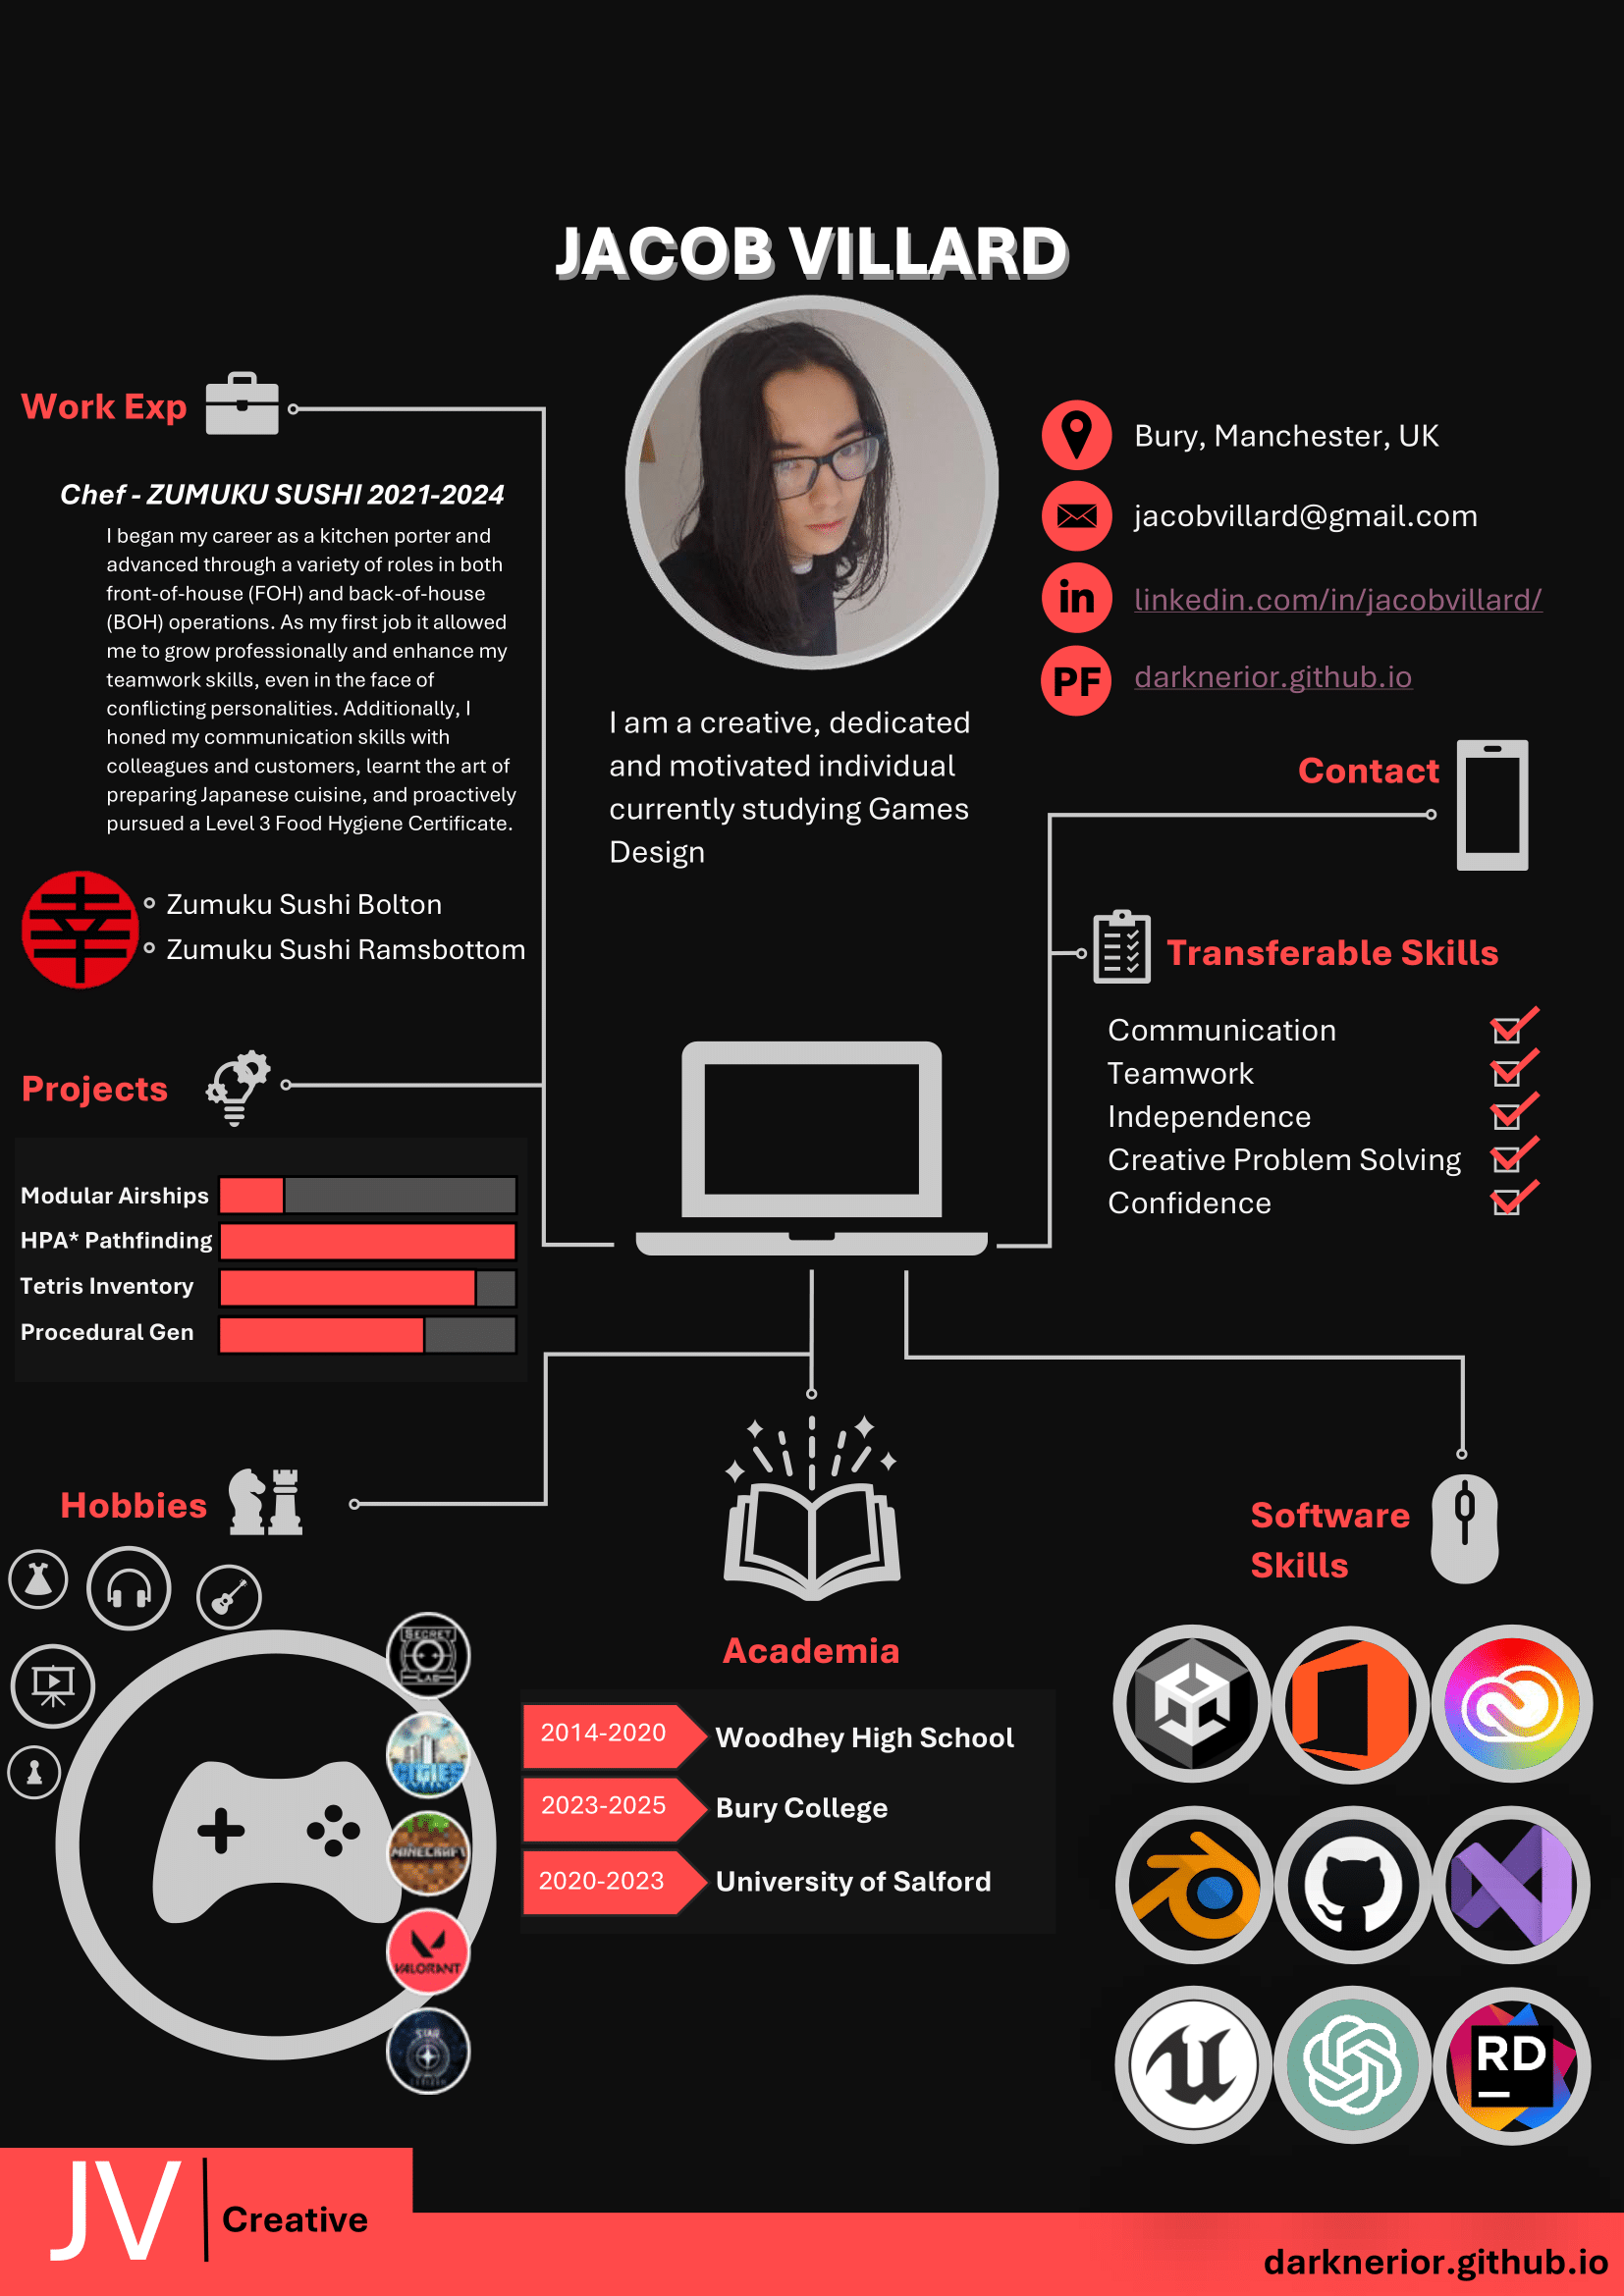 JACOB VILLARD
Work Exp
Chef - ZUMUKU SUSHI 2021-2024
I began my career as a kitchen porter and
advanced through a variety of roles in both
front-of-house (FOH) and back-of-house
(BOH) operations. As my first job it allowed
me to grow professionally and enhance my
teamwork skills, even in the face of
conflicting personalities. Additionally, I
honed my communication skills with
colleagues and customers, learnt the art of
preparing Japanese cuisine, and proactively
pursued a Level 3 Food Hygiene Certificate.
幸
Zumuku Sushi Bolton
Zumuku Sushi Ramsbottom
I am a creative, dedicated
and motivated individual
currently studying Games
Design
Bury, Manchester, UK
jacobvillard@gmail.com
in
linkedin.com/in/jacobvillard/
PF
darknerior.github.io
Contact
Transferable Skills
Communication
Teamwork
Independence
Creative Problem Solving
Confidence
Projects
Modular Airships
HPA* Pathfinding
Tetris Inventory
Procedural Gen
Hobbies
SECRET
LAB
CITIES
MINECRAFT
VALORANT
STAR
Academia
2014-2020
Woodhey High School
2023-2025
Bury College
2020-2023
University of Salford
Software
Skills
RD
JV
Creative
darknerior.github.io